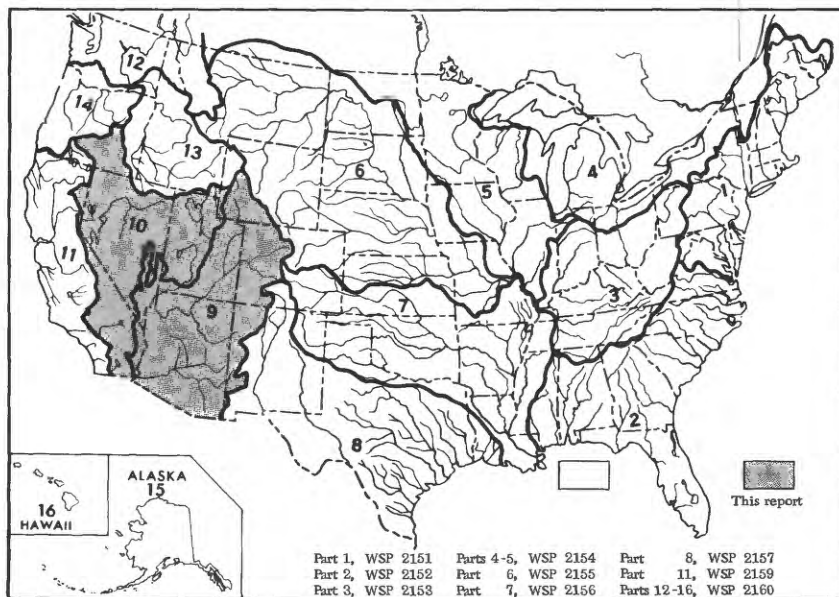 12
14
13
4
6
5
1
10
11
9
7
3
2
8
This report
ALASKA
15
16
HAWAII
Part 1, WSP 2151 Parts 4-5, WSP 2154 Part 8, WSP 2157
Part 2, WSP 2152 Part 6, WSP 2155 Part 11, WSP 2159
Part 3, WSP 2153 Part 7, WSP 2156 Parts 12-16, WSP 2160